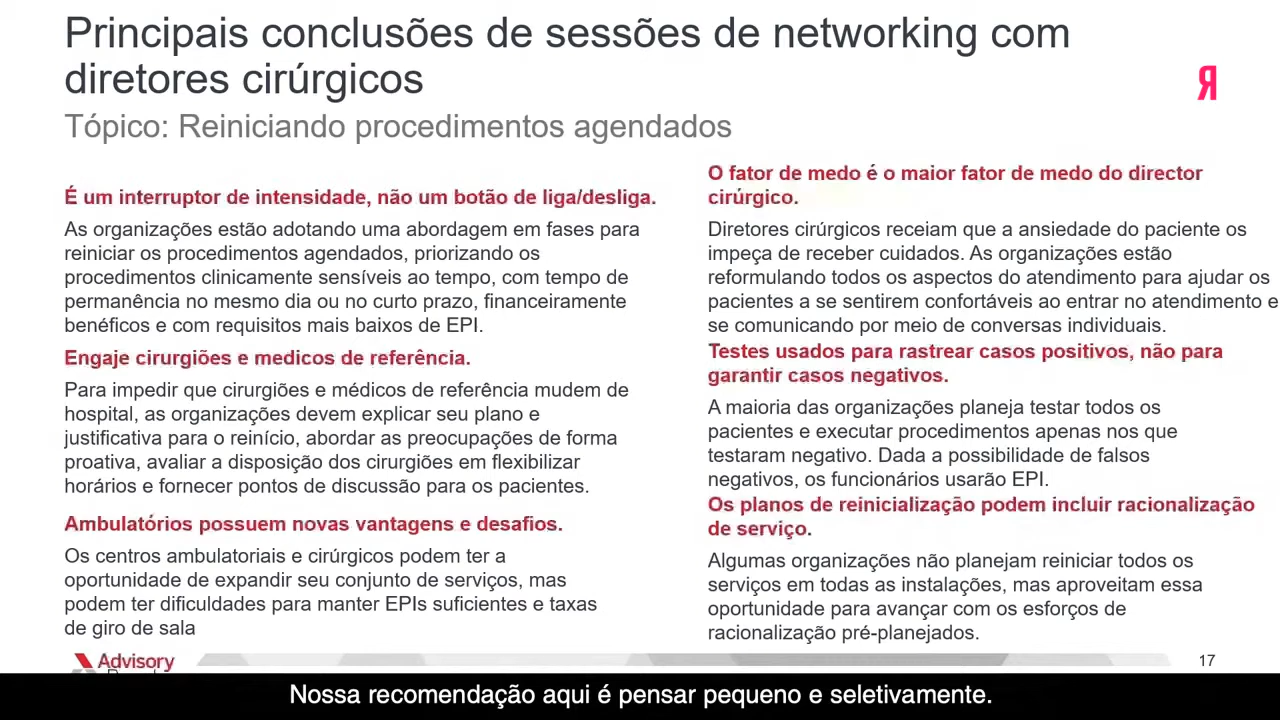 Principais conclusões de sessões de networking com
diretores cirúrgicos
Tópico: Reiniciando procedimentos agendados
É um interruptor de intensidade, não um botão de liga/desliga.
As organizações estão adotando uma abordagem em fases para
reiniciar os procedimentos agendados, priorizando os
procedimentos clinicamente sensíveis ao tempo, com tempo de
permanência no mesmo dia ou no curto prazo, financeiramente
benéficos e com requisitos mais baixos de EPI.
Engaje cirurgiões e medicos de referência.
Para impedir que cirurgiões e médicos de referência mudem de
hospital, as organizações devem explicar seu plano e
justificativa para o reinício, abordar as preocupações de forma
proativa, avaliar a disposição dos cirurgiões em flexibilizar
horários e fornecer pontos de discussão para os pacientes.
Ambulatórios possuem novas vantagens e desafios.
Os centros ambulatoriais e cirúrgicos podem ter a
oportunidade de expandir seu conjunto de serviços, mas
podem ter dificuldades para manter EPIs suficientes e taxas
de giro de sala
O fator de medo é o maior fator de medo do director
cirúrgico.
Diretores cirúrgicos receiam que a ansiedade do paciente os
impeça de receber cuidados. As organizações estão
reformulando todos os aspectos do atendimento para ajudar os
pacientes a se sentirem confortáveis ao entrar no atendimento e
se comunicando por meio de conversas individuais.
Testes usados para rastrear casos positivos, não para
garantir casos negativos.
A maioria das organizações planeja testar todos os
pacientes e executar procedimentos apenas nos que
testaram negativo. Dada a possibilidade de falsos
negativos, os funcionários usarão EPI.
Os planos de reinicialização podem incluir racionalização
de serviço.
Algumas organizações não planejam reiniciar todos os
serviços em todas as instalações, mas aproveitam essa
oportunidade para avançar com os esforços de
racionalização pré-planejados.
Я
Advisory
17
Nossa recomendação aqui é pensar pequeno e seletivamente.